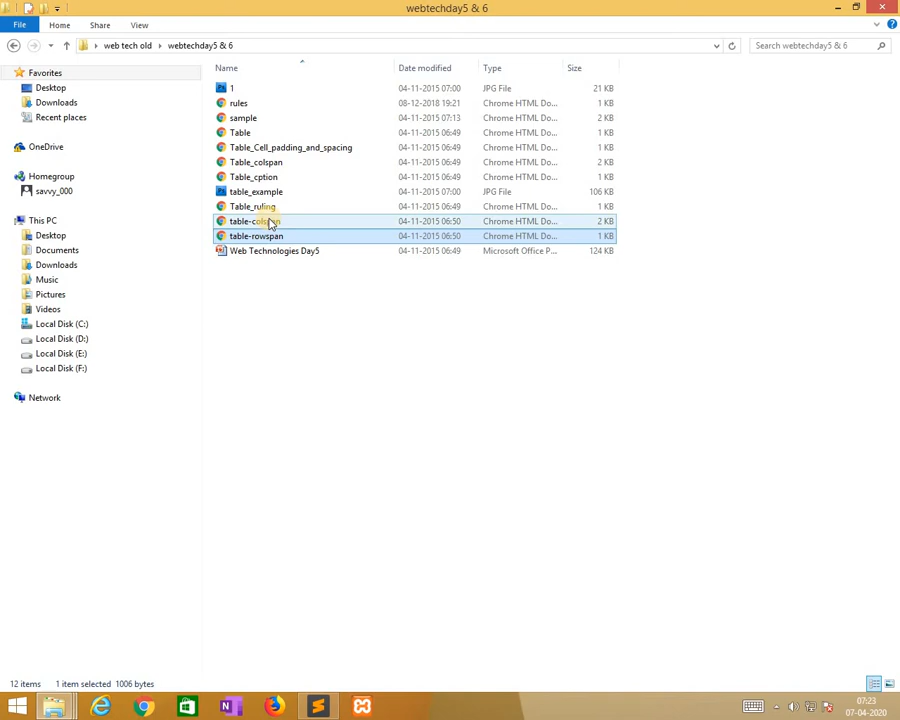 webtechday5 & 6
File Home Share View
web tech old webtechday5 & 6 Search webtechday5 & 6
Name Date modified Type Size
Favorites
Desktop
Downloads
Recent places
OneDrive
Homegroup
savvy_000
This PC
Desktop
Documents
Downloads
Music
Pictures
Videos
Local Disk (C:)
Local Disk (D:)
Local Disk (E:)
Local Disk (F:)
Network
1 04-11-2015 07:00 JPG File 21 KB
rules 08-12-2018 19:21 Chrome HTML Do... 1 KB
sample 04-11-2015 07:13 Chrome HTML Do... 2 KB
Table 04-11-2015 06:49 Chrome HTML Do... 1 KB
Table_Cell_padding_and_spacing 04-11-2015 06:49 Chrome HTML Do... 1 KB
Table_colspan 04-11-2015 06:49 Chrome HTML Do... 1 KB
Table_cption 04-11-2015 06:49 Chrome HTML Do... 1 KB
table_example 04-11-2015 07:00 JPG File 106 KB
Table_ruling 04-11-2015 06:49 Chrome HTML Do... 1 KB
table-colspan 04-11-2015 06:50 Chrome HTML Do... 2 KB
table-rowspan 04-11-2015 06:50 Chrome HTML Do... 1 KB
Web Technologies Day5 04-11-2015 06:49 Microsoft Office P... 124 KB
12 items 1 item selected 1006 bytes
07:23
07-04-2020